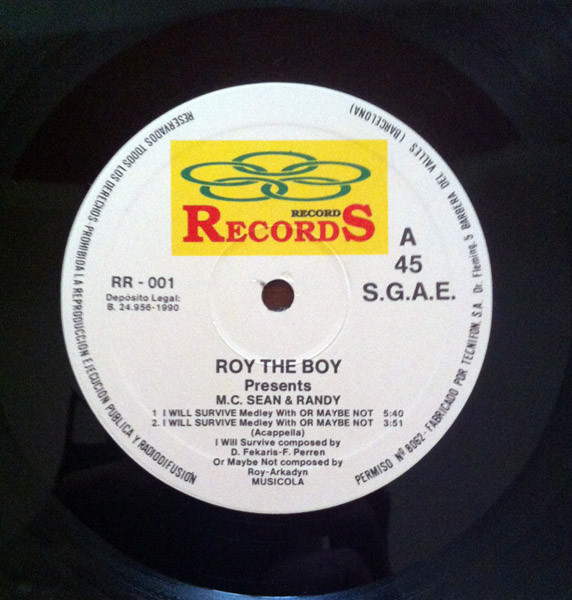 RECORD
RECORDS
A
45
S.G.A.E.
RR - 001
Depósito Legal:
B. 24.956-1990
ROY THE BOY
Presents
M.C. SEAN & RANDY
1 I WILL SURVIVE Medley With OR MAYBE NOT 5:40
2. I WILL SURVIVE Medley With OR MAYBE NOT 3:51
(Acappella)
I Will Survive composed by
D. Fekaris-F. Perren
Or Maybe Not composed by
Roy-Arkadyn
MUSICOLA
RESERVADOS TODOS LOS DERECHOS PROHIBIDA LA REPRODUCCION EJECUCIÓN PUBLICA Y RADIODIFUSIÓN
PERMISO Nº 8062 - FABRICADO POR TECNIFON, S.A. Dr. Fleming, 5 BARBERA DEL VALLES (BARCELONA)